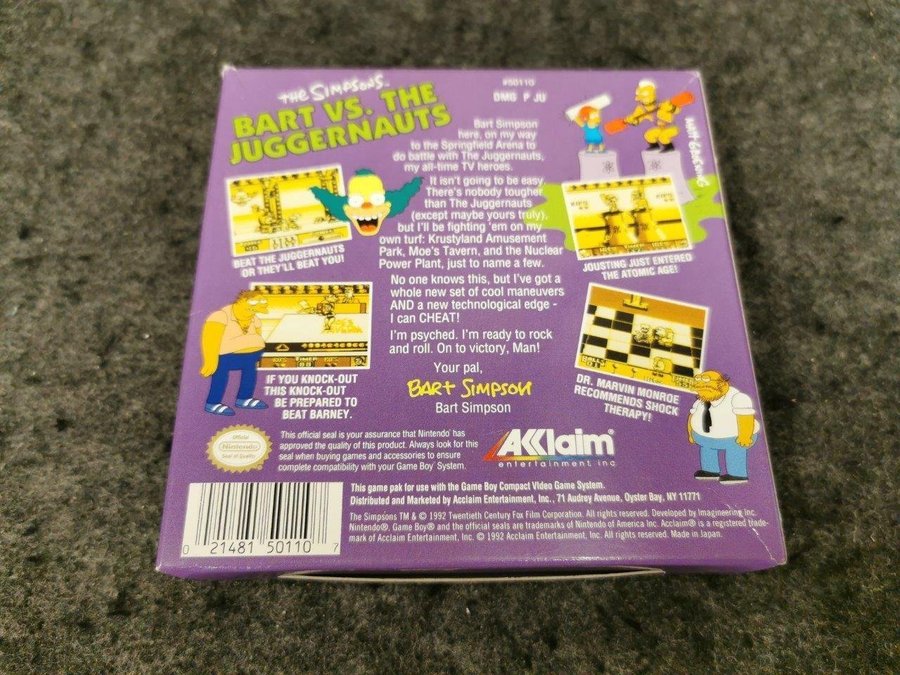 THE SIMPSONS™
BART VS. THE
JUGGERNAUTS
#50110
DMG P JU
MATT GROENING
Bart Simpson
here, on my way
to the Springfield Arena to
do battle with The Juggernauts,
my all-time TV heroes.
It isn't going to be easy.
There's nobody tougher
than The Juggernauts
(except maybe yours truly),
but I'll be fighting 'em on my
own turf: Krustyland Amusement
Park, Moe's Tavern, and the Nuclear
Power Plant, just to name a few.
No one knows this, but I've got a
whole new set of cool maneuvers
AND a new technological edge -
I can CHEAT!
I'm psyched. I'm ready to rock
and roll. On to victory, Man!
Your pal,
BART SIMPSON
Bart Simpson
BEAT THE JUGGERNAUTS
OR THEY'LL BEAT YOU!
JOUSTING JUST ENTERED
THE ATOMIC AGE!
TIMER
IF YOU KNOCK-OUT
THIS KNOCK-OUT
BE PREPARED TO
BEAT BARNEY.
BALLS
DR. MARVIN MONROE
RECOMMENDS SHOCK
THERAPY!
Official
Nintendo
Seal of Quality
This official seal is your assurance that Nintendo® has
approved the quality of this product. Always look for this
seal when buying games and accessories to ensure
complete compatibility with your Game Boy® System.
AKKlaim®
entertainment, inc.
This game pak for use with the Game Boy Compact Video Game System.
Distributed and Marketed by Acclaim Entertainment, Inc., 71 Audrey Avenue, Oyster Bay, NY 11771
The Simpsons TM & © 1992 Twentieth Century Fox Film Corporation. All rights reserved. Developed by Imagineering Inc.
Nintendo®, Game Boy® and the official seals are trademarks of Nintendo of America Inc. Acclaim® is a registered trade-
mark of Acclaim Entertainment, Inc. © 1992 Acclaim Entertainment, Inc. All rights reserved. Made in Japan.
0 21481 50110 7